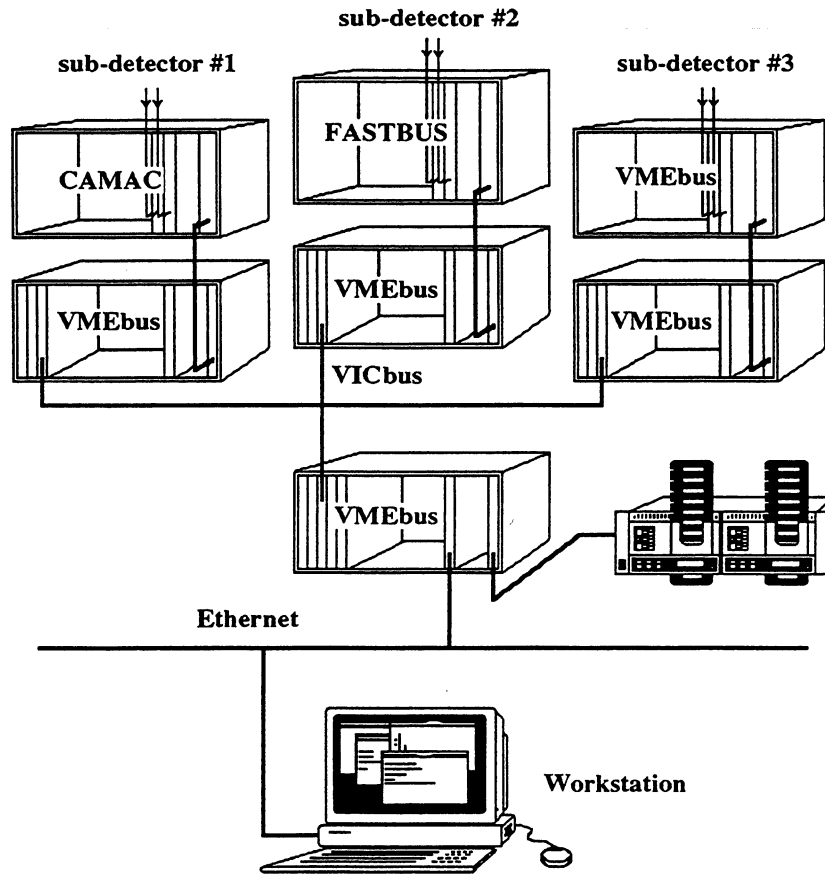 sub-detector #2
sub-detector #1
sub-detector #3
FASTBUS
CAMAC
VMEbus
VMEbus
VMEbus
VMEbus
VICbus
VMEbus
Ethernet
Workstation